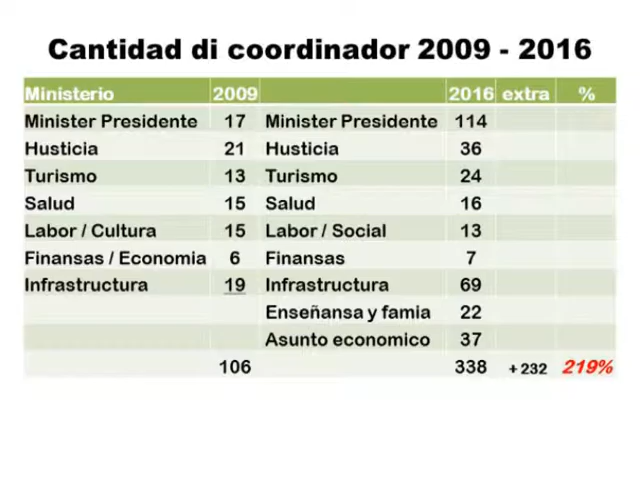 Cantidad di coordinador 2009 - 2016
Ministerio 2009 2016 extra %
Minister Presidente 17 Minister Presidente 114
Husticia 21 Husticia 36
Turismo 13 Turismo 24
Salud 15 Salud 16
Labor / Cultura 15 Labor / Social 13
Finansas / Economia 6 Finansas 7
Infrastructura 19 Infrastructura 69
Enseñansa y famia 22
Asunto economico 37
106 338 + 232 219%